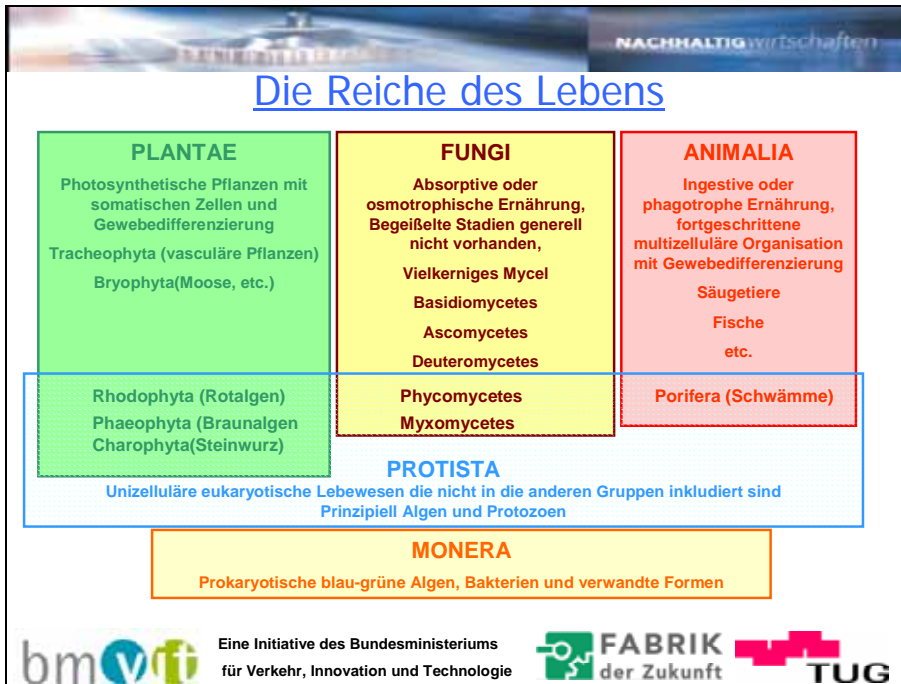 NACHHALTIGwirtschaften
Die Reiche des Lebens
PLANTAE
Photosynthetische Pflanzen mit
somatischen Zellen und
Gewebedifferenzierung
Tracheophyta (vasculäre Pflanzen)
Bryophyta(Moose, etc.)
FUNGI
Absorptive oder
osmotrophische Ernährung,
Begeißelte Stadien generell
nicht vorhanden,
Vielkerniges Mycel
Basidiomycetes
Ascomycetes
Deuteromycetes
ANIMALIA
Ingestive oder
phagotrophe Ernährung,
fortgeschrittene
multizelluläre Organisation
mit Gewebedifferenzierung
Säugetiere
Fische
etc.
Rhodophyta (Rotalgen)
Phaeophyta (Braunalgen
Charophyta(Steinwurz)
Phycomycetes
Myxomycetes
Porifera (Schwämme)
PROTISTA
Unizelluläre eukaryotische Lebewesen die nicht in die anderen Gruppen inkludiert sind
Prinzipiell Algen und Protozoen
MONERA
Prokaryotische blau-grüne Algen, Bakterien und verwandte Formen
bmvit
Eine Initiative des Bundesministeriums
für Verkehr, Innovation und Technologie
FABRIK
der Zukunft
TUG